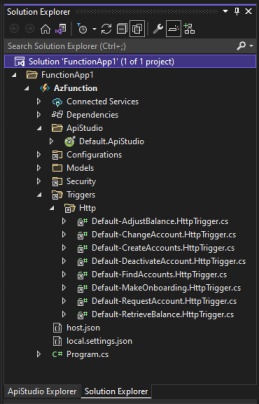 Solution Explorer
Search Solution Explorer (Ctrl+;)
Solution 'FunctionApp1' (1 of 1 project)
FunctionApp1
AzFunction
Connected Services
Dependencies
ApiStudio
Default.ApiStudio
Configurations
Models
Security
Triggers
Http
Default-AdjustBalance.HttpTrigger.cs
Default-ChangeAccount.HttpTrigger.cs
Default-CreateAccounts.HttpTrigger.cs
Default-DeactivateAccount.HttpTrigger.cs
Default-FindAccounts.HttpTrigger.cs
Default-MakeOnboarding.HttpTrigger.cs
Default-RequestAccount.HttpTrigger.cs
Default-RetrieveBalance.HttpTrigger.cs
host.json
local.settings.json
C# Program.cs
ApiStudio Explorer Solution Explorer